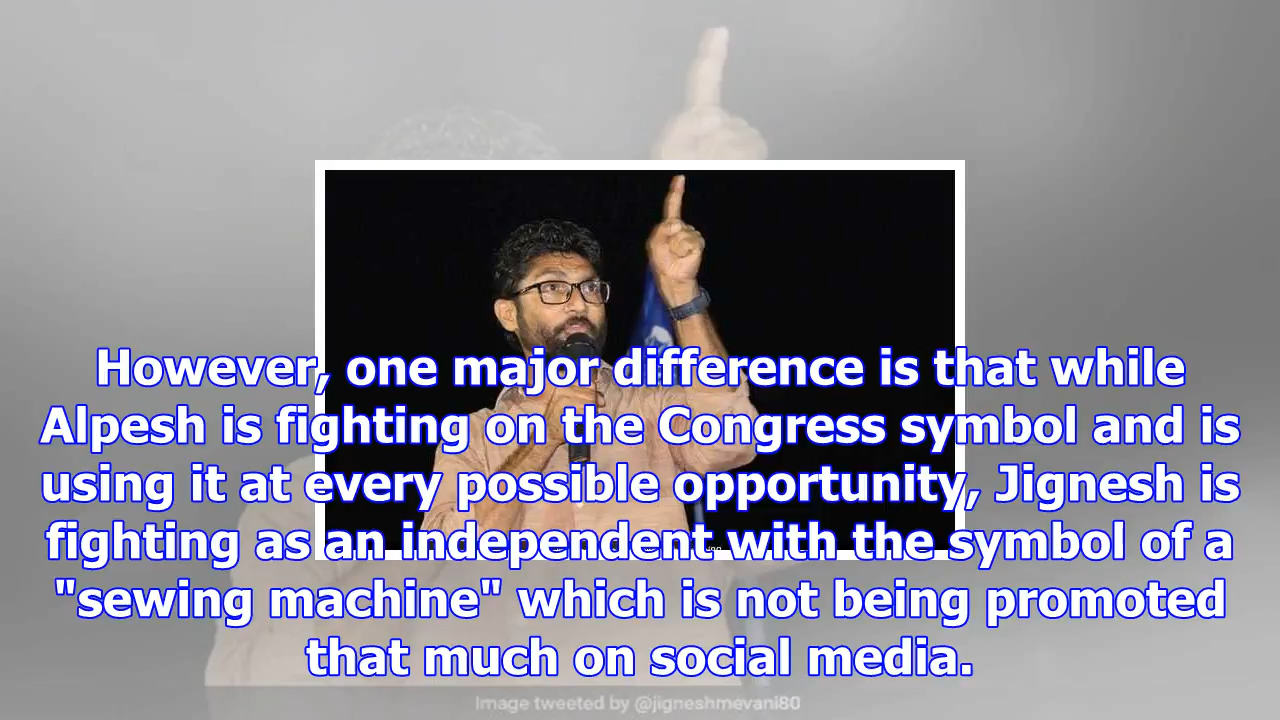 However, one major difference is that while
Alpesh is fighting on the Congress symbol and is
using it at every possible opportunity, Jignesh is
fighting as an independent with the symbol of a
"sewing machine" which is not being promoted
that much on social media.
Image tweeted by @jigneshmevani80